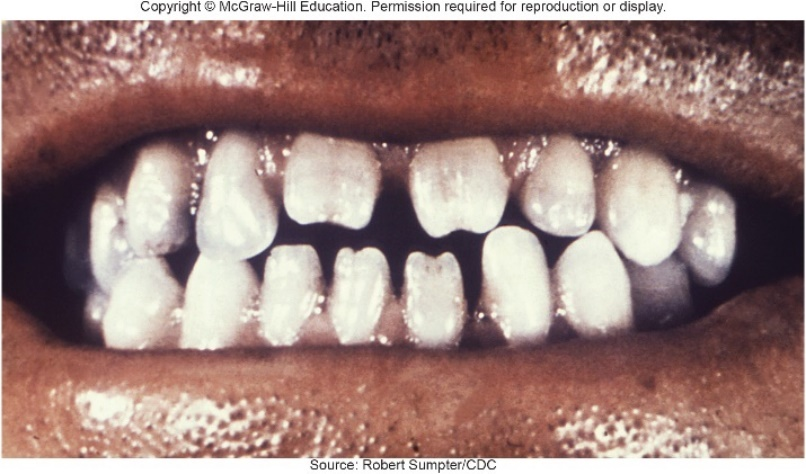 Copyright © McGraw-Hill Education. Permission required for reproduction or display.
Source: Robert Sumpter/CDC